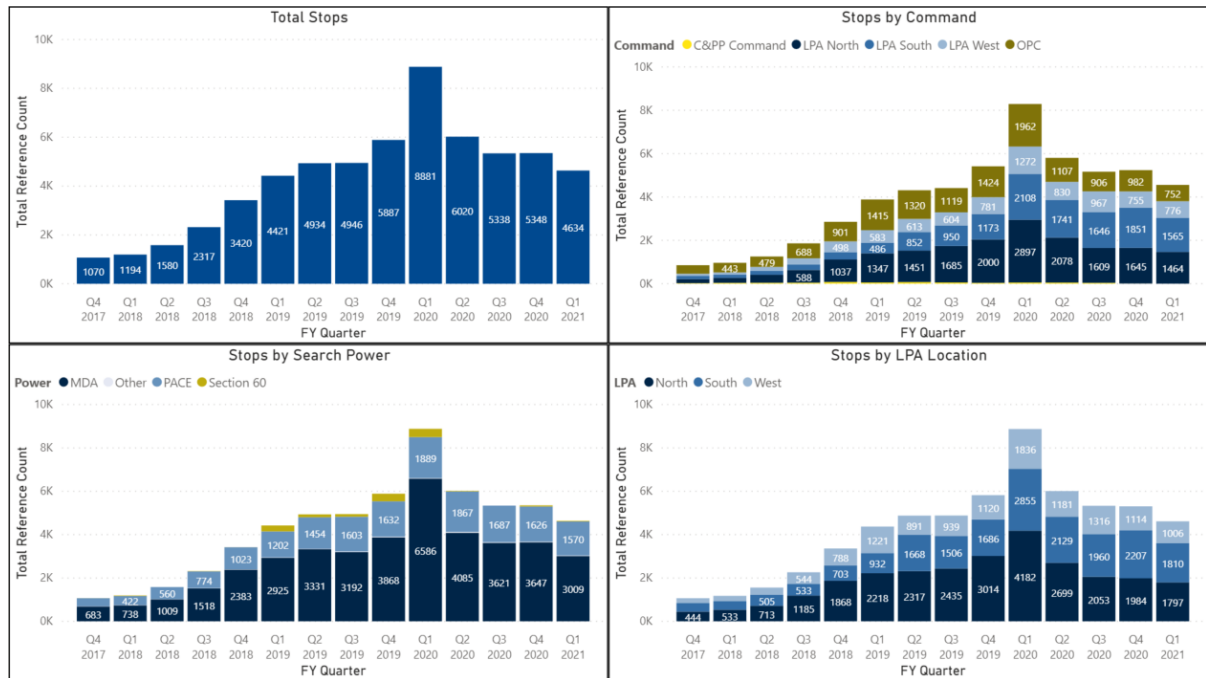 Total Stops
Total Reference Count
10K
8K
6K
4K
2K
0K
1070 1194 1580 2317 3420 4421 4934 4946 5887 8881 6020 5338 5348 4634
Q4 Q1 Q2 Q3 Q4 Q1 Q2 Q3 Q4 Q1 Q2 Q3 Q4 Q1
2017 2018 2018 2018 2018 2019 2019 2019 2019 2020 2020 2020 2020 2021
FY Quarter
Stops by Command
Command C&PP Command LPA North LPA South LPA West OPC
Total Reference Count
10K
8K
6K
4K
2K
0K
443 479 688 901 1415 1320 1119 1424 1962 1107 906 982 752
498 583 613 604 781 1272 830 967 755 776
486 852 950 1173 2108 1741 1646 1851 1565
588 1037 1347 1451 1685 2000 2897 2078 1609 1645 1464
Q4 Q1 Q2 Q3 Q4 Q1 Q2 Q3 Q4 Q1 Q2 Q3 Q4 Q1
2017 2018 2018 2018 2018 2019 2019 2019 2019 2020 2020 2020 2020 2021
FY Quarter
Stops by Search Power
Power MDA Other PACE Section 60
Total Reference Count
10K
8K
6K
4K
2K
0K
422 560 774 1023 1202 1454 1603 1632 1889 1867 1687 1626 1570
683 738 1009 1518 2383 2925 3331 3192 3868 6586 4085 3621 3647 3009
Q4 Q1 Q2 Q3 Q4 Q1 Q2 Q3 Q4 Q1 Q2 Q3 Q4 Q1
2017 2018 2018 2018 2018 2019 2019 2019 2019 2020 2020 2020 2020 2021
FY Quarter
Stops by LPA Location
LPA North South West
Total Reference Count
10K
8K
6K
4K
2K
0K
544 788 1221 891 939 1120 1836 1181 1316 1114 1006
505 533 703 932 1668 1506 1686 2855 2129 1960 2207 1810
444 533 713 1185 1868 2218 2317 2435 3014 4182 2699 2053 1984 1797
Q4 Q1 Q2 Q3 Q4 Q1 Q2 Q3 Q4 Q1 Q2 Q3 Q4 Q1
2017 2018 2018 2018 2018 2019 2019 2019 2019 2020 2020 2020 2020 2021
FY Quarter